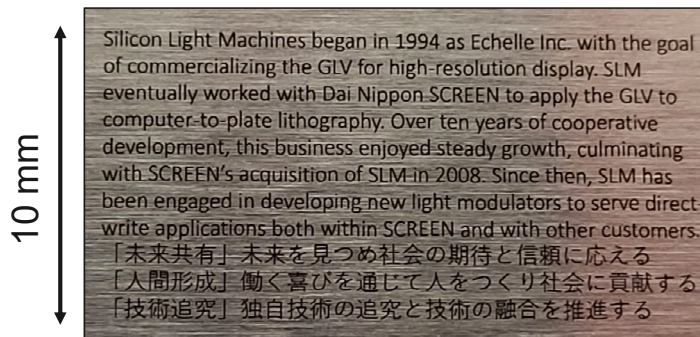 10 mm
Silicon Light Machines began in 1994 as Echelle Inc. with the goal
of commercializing the GLV for high-resolution display. SLM
eventually worked with Dai Nippon SCREEN to apply the GLV to
computer-to-plate lithography. Over ten years of cooperative
development, this business enjoyed steady growth, culminating
with SCREEN’s acquisition of SLM in 2008. Since then, SLM has
been engaged in developing new light modulators to serve direct-
write applications both within SCREEN and with other customers.
「未来共有」未来を見つめ社会の期待と信頼に応える
「人間形成」働く喜びを通じて人をつくり社会に貢献する
「技術追究」独自技術の追究と技術の融合を推進する